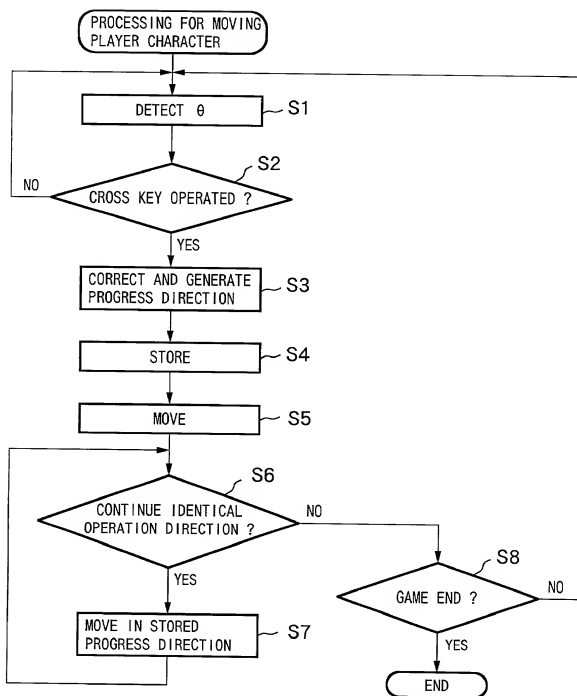 PROCESSING FOR MOVING
PLAYER CHARACTER
DETECT θ
S1
S2
CROSS KEY OPERATED ?
NO
YES
CORRECT AND GENERATE
PROGRESS DIRECTION
S3
STORE
S4
MOVE
S5
S6
CONTINUE IDENTICAL
OPERATION DIRECTION ?
NO
YES
MOVE IN STORED
PROGRESS DIRECTION
S7
S8
GAME END ?
NO
YES
END